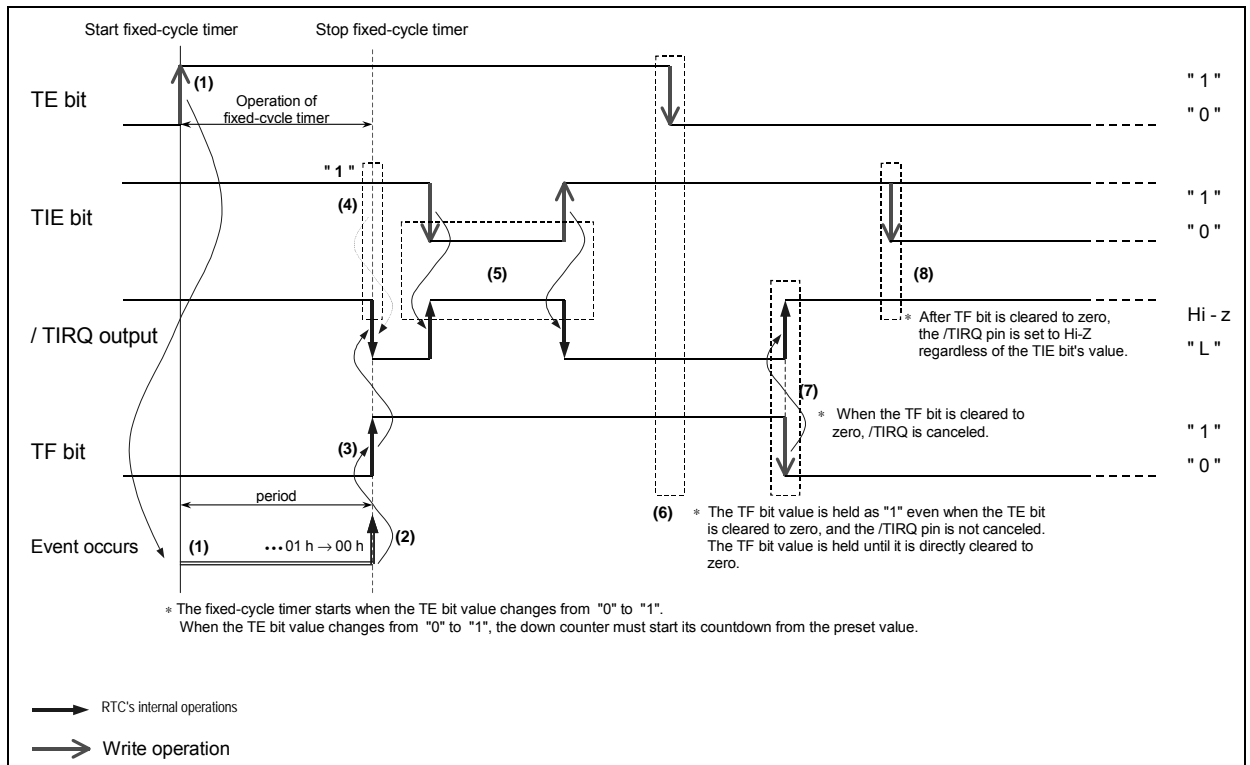 Start fixed-cycle timer
Stop fixed-cycle timer
(1)
TE bit
Operation of
fixed-cycle timer
" 1 "
" 0 "
" 1 "
(4)
TIE bit
" 1 "
" 0 "
(5)
(8)
/ TIRQ output
* After TF bit is cleared to zero,
the /TIRQ pin is set to Hi-Z
regardless of the TIE bit's value.
Hi - z
" L "
(7)
* When the TF bit is cleared to
zero, /TIRQ is canceled.
TF bit
(3)
" 1 "
" 0 "
period
(6)
* The TF bit value is held as "1" even when the TE bit
is cleared to zero, and the /TIRQ pin is not canceled.
The TF bit value is held until it is directly cleared to
zero.
Event occurs
(1)
•••01 h → 00 h
(2)
* The fixed-cycle timer starts when the TE bit value changes from "0" to "1".
When the TE bit value changes from "0" to "1", the down counter must start its countdown from the preset value.
RTC's internal operations
Write operation